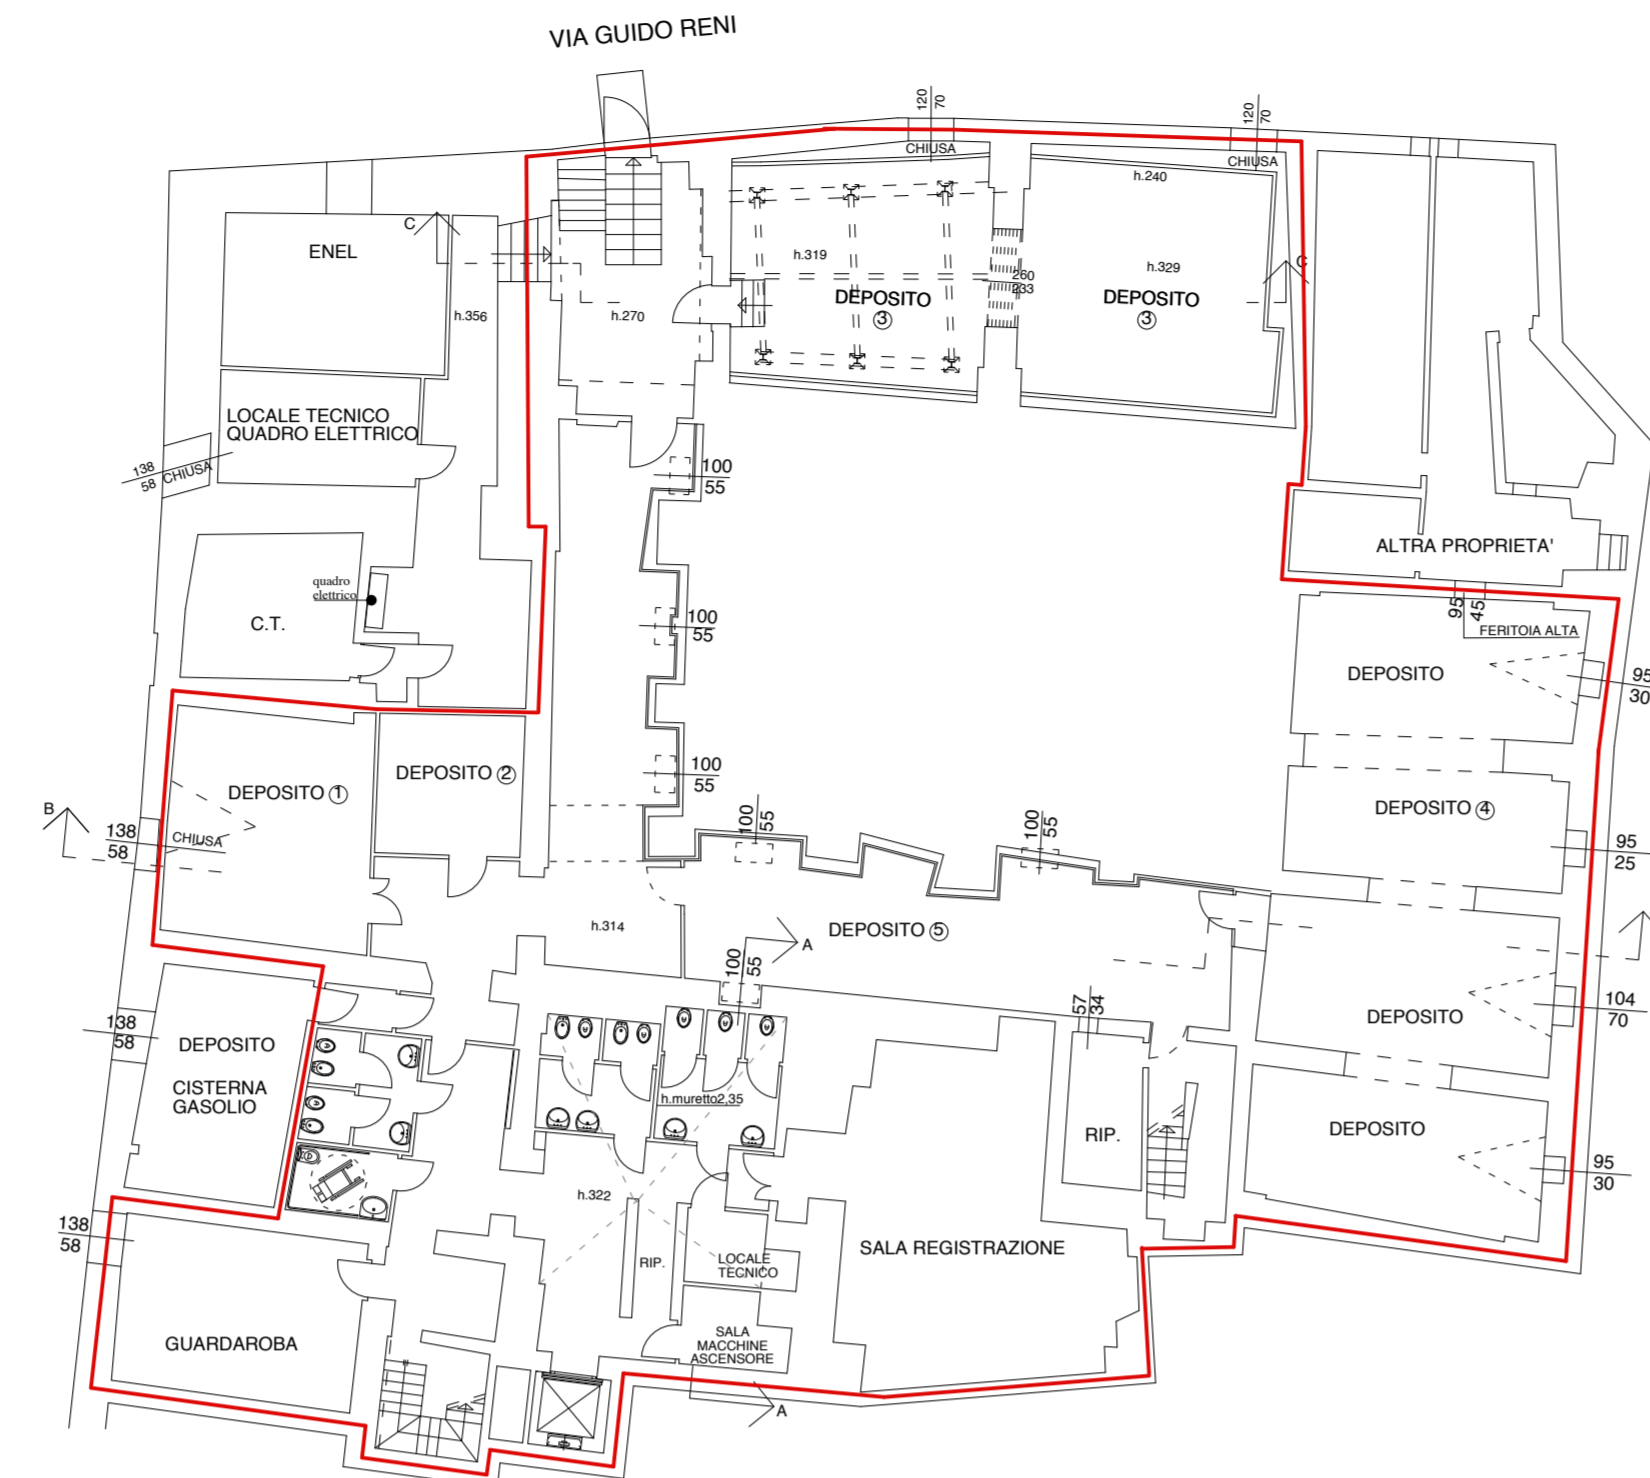 VIA GUIDO RENI
120
70
120
70
CHIUSA
CHIUSA
h.240
C
ENEL
h.319
h.329
C
260
233
DEPOSITO
3
DEPOSITO
3
h.356
h.270
LOCALE TECNICO
QUADRO ELETTRICO
138
58
CHIUSA
100
55
ALTRA PROPRIETA'
quadro
elettrico
C.T.
100
55
95
45
FERITOIA ALTA
DEPOSITO
95
30
DEPOSITO 1
DEPOSITO 2
100
55
B
138
58
CHIUSA
100
55
100
55
DEPOSITO 4
95
25
h.314
DEPOSITO 5
A
100
55
57
34
DEPOSITO
104
70
138
58
DEPOSITO
CISTERNA
GASOLIO
h.muretto2,35
RIP.
DEPOSITO
95
30
h.322
138
58
RIP.
LOCALE
TECNICO
SALA REGISTRAZIONE
GUARDAROBA
SALA
MACCHINE
ASCENSORE
A